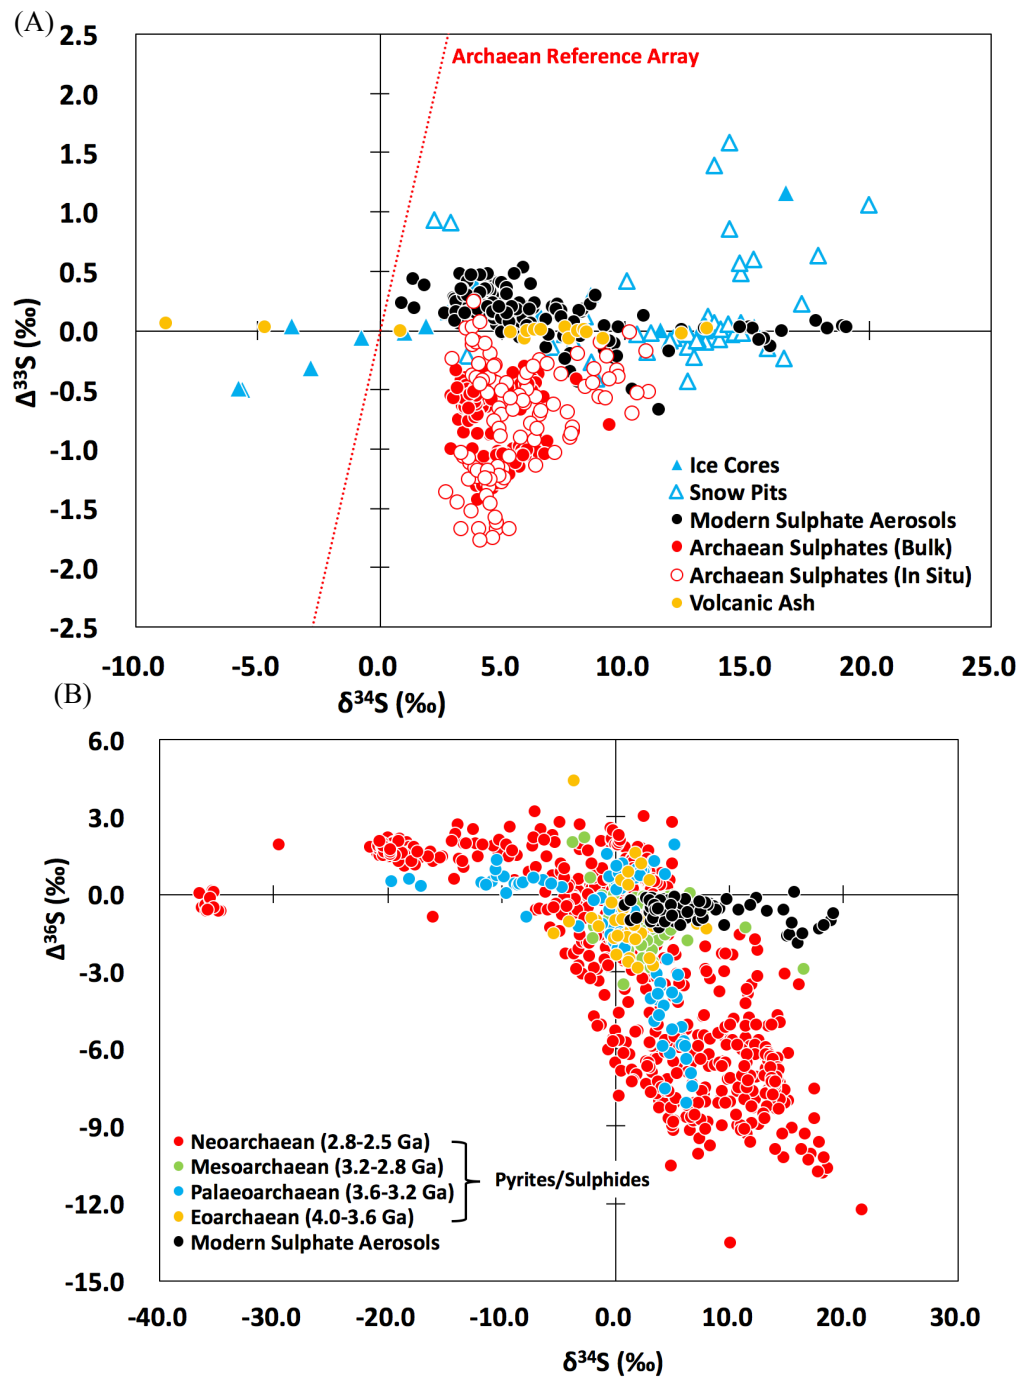 (A)
2.5
Archaean Reference Array
2.0
1.5
1.0
0.5
0.0
-0.5
-1.0
-1.5
-2.0
-2.5
Δ³³S (‰)
Ice Cores
Snow Pits
Modern Sulphate Aerosols
Archaean Sulphates (Bulk)
Archaean Sulphates (In Situ)
Volcanic Ash
-10.0 -5.0 0.0 5.0 10.0 15.0 20.0 25.0
δ³⁴S (‰)
(B)
6.0
3.0
0.0
-3.0
-6.0
-9.0
-12.0
-15.0
Δ³⁶S (‰)
Neoarchaean (2.8-2.5 Ga)
Mesoarchaean (3.2-2.8 Ga)
Palaeoarchaean (3.6-3.2 Ga)
Eoarchaean (4.0-3.6 Ga)
Modern Sulphate Aerosols
Pyrites/Sulphides
-40.0 -30.0 -20.0 -10.0 0.0 10.0 20.0 30.0
δ³⁴S (‰)